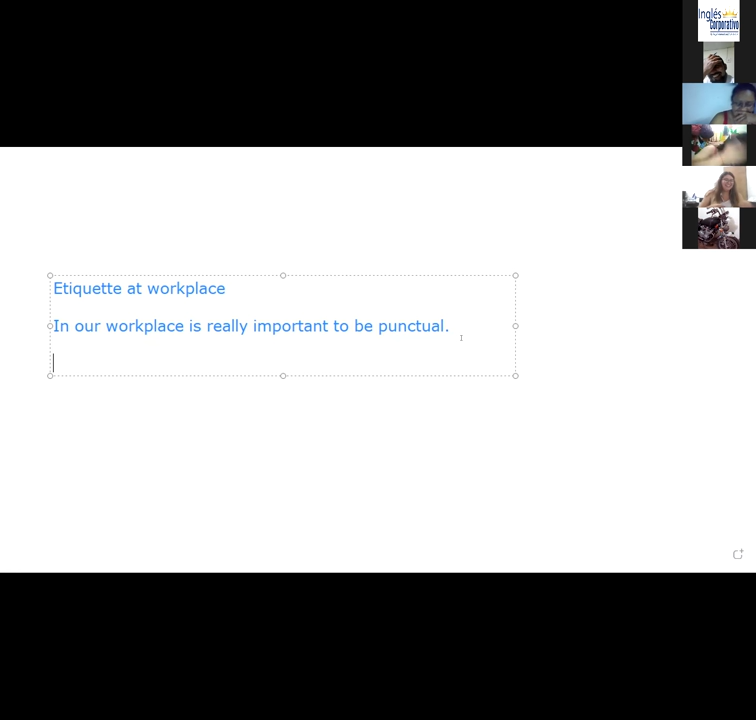 Inglés
Corporativo
Etiquette at workplace
In our workplace is really important to be punctual.